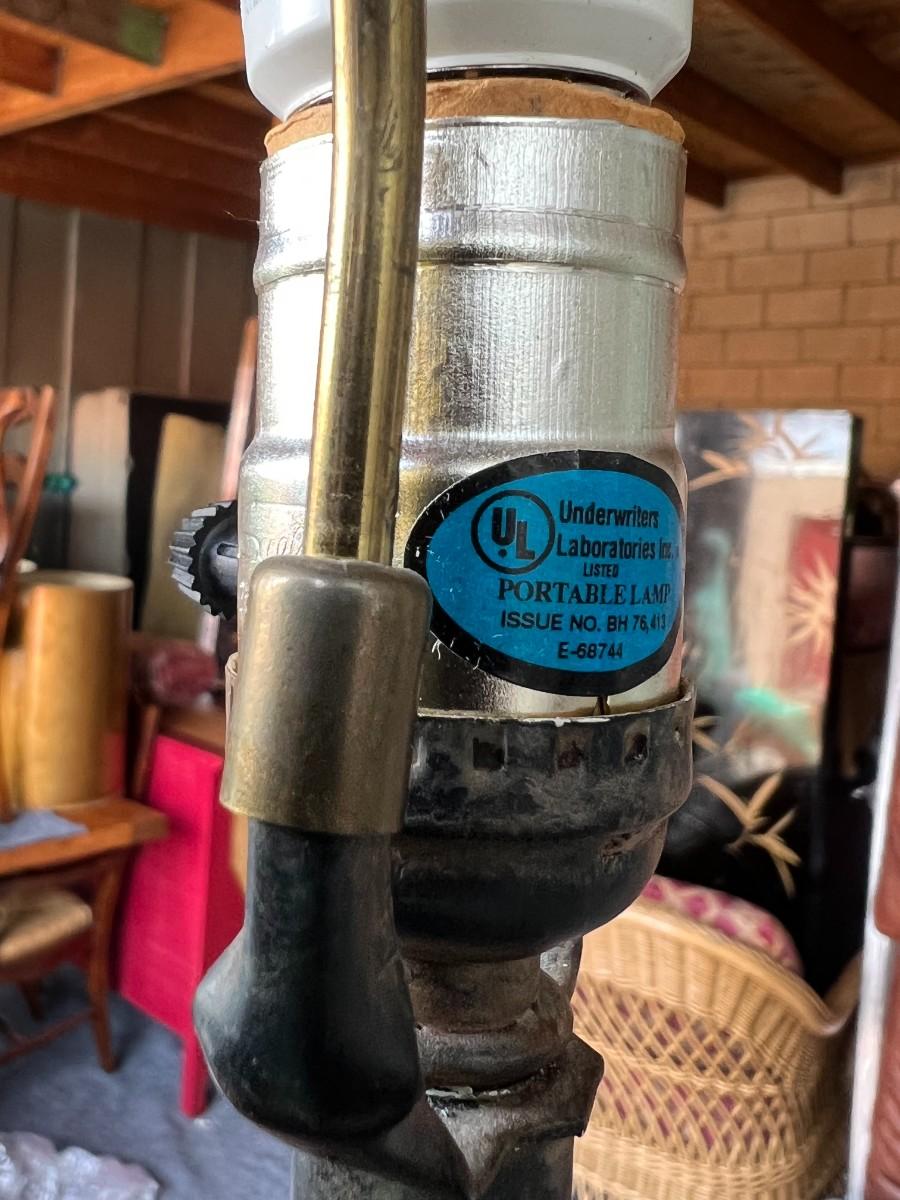 UL
Underwriters
Laboratories Inc.
LISTED
PORTABLE LAMP
ISSUE NO. BH 76,413
E-68744